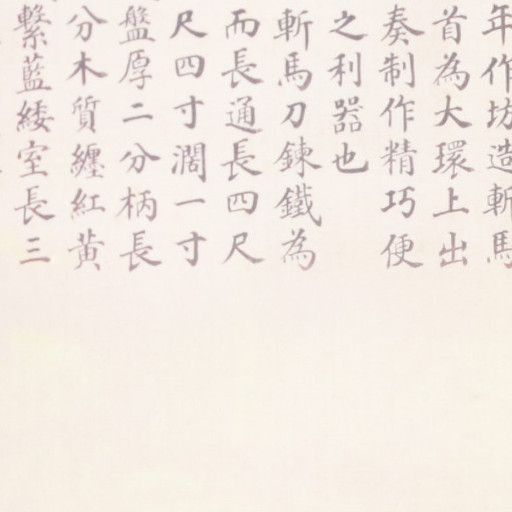 年作坊造斬馬
首為大環上出
奏制作精巧便
之利器也
斬馬刀鍊鐵為
而長通長四尺
尺四寸濶一寸
盤厚二分柄長
分木質纏紅黃
繫藍緌室長三